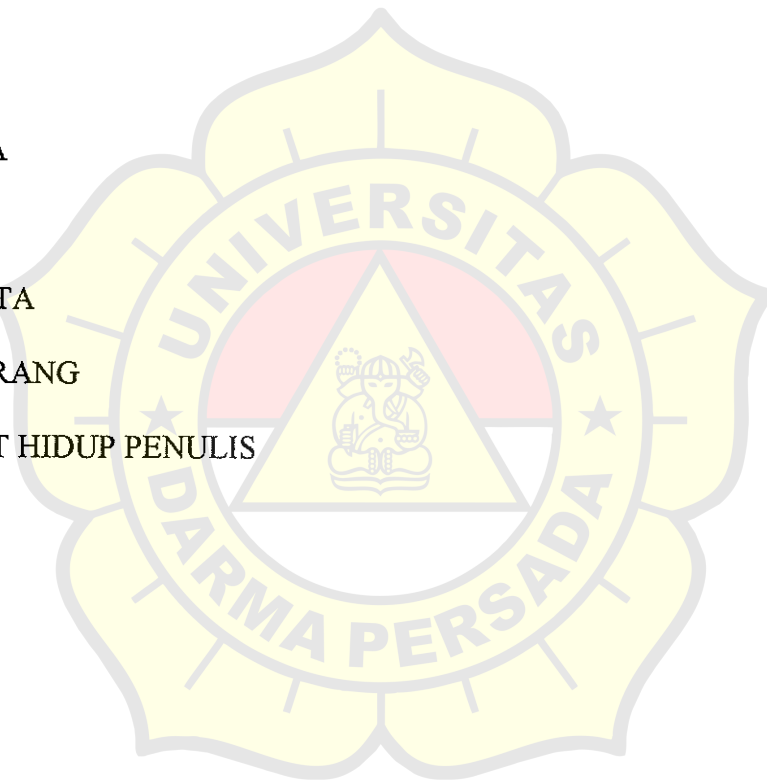 A
TA
RANG
T HIDUP PENULIS
UNIVERSITAS
DARMA PERSADA